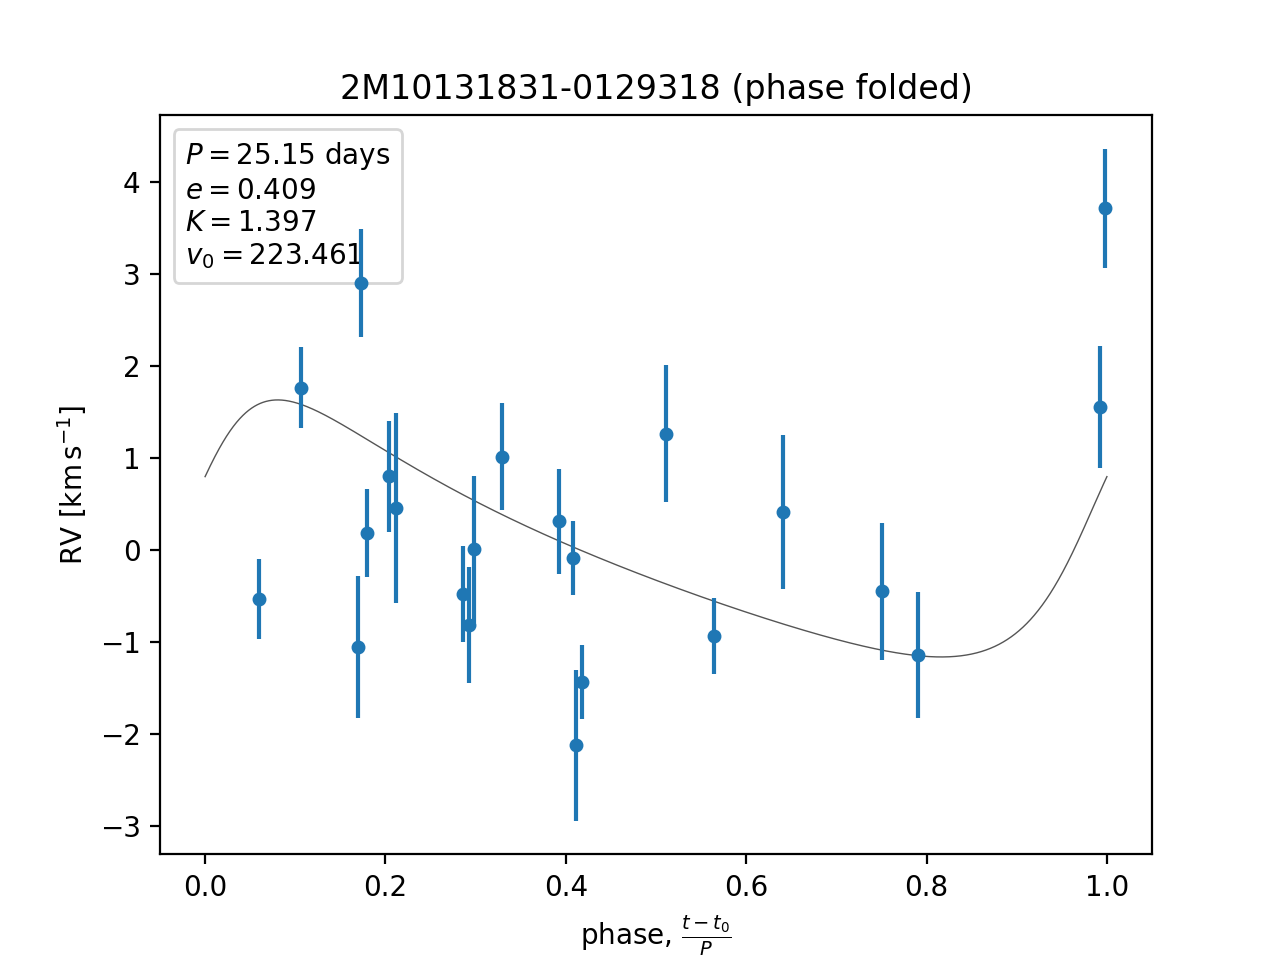 2M10131831-0129318 (phase folded)
P = 25.15 days
e = 0.409
K = 1.397
v₀ = 223.461
RV [km s⁻¹]
4
3
2
1
0
−1
−2
−3
0.0 0.2 0.4 0.6 0.8 1.0
phase, (t − t₀)/P